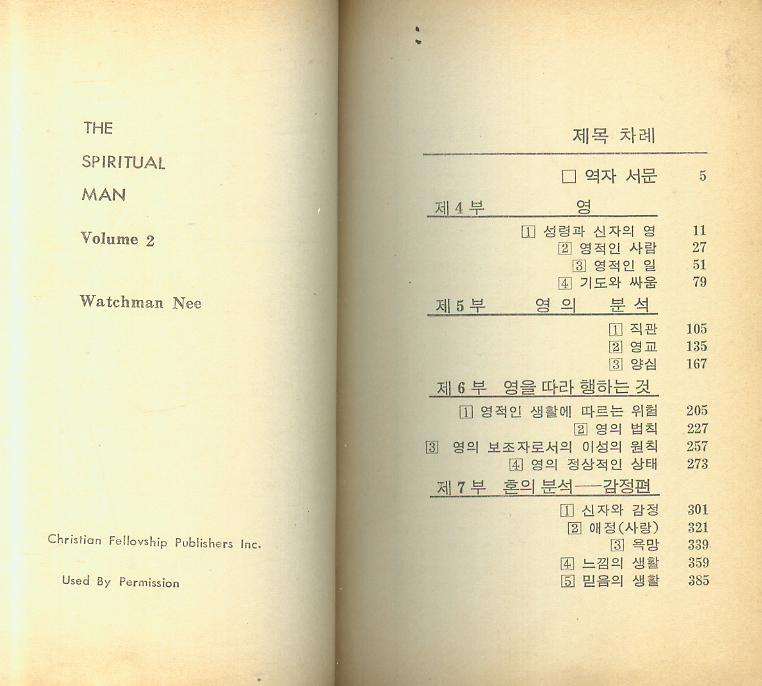 THE
SPIRITUAL
MAN
Volume 2
Watchman Nee
Christian Fellovship Publishers Inc.
Used By Permission
제목 차례
□ 역자 서문 5
제 4 부 영
1 성령과 신자의 영 11
2 영적인 사람 27
3 영적인 일 51
4 기도와 싸움 79
제 5 부 영 의 분 석
1 직관 105
2 영교 135
3 양심 167
제 6 부 영을 따라 행하는 것
1 영적인 생활에 따르는 위험 205
2 영의 법칙 227
3 영의 보조자로서의 이성의 원칙 257
4 영의 정상적인 상태 273
제 7 부 혼의 분석──감정편
1 신자와 감정 301
2 애정(사랑) 321
3 욕망 339
4 느낌의 생활 359
5 믿음의 생활 385